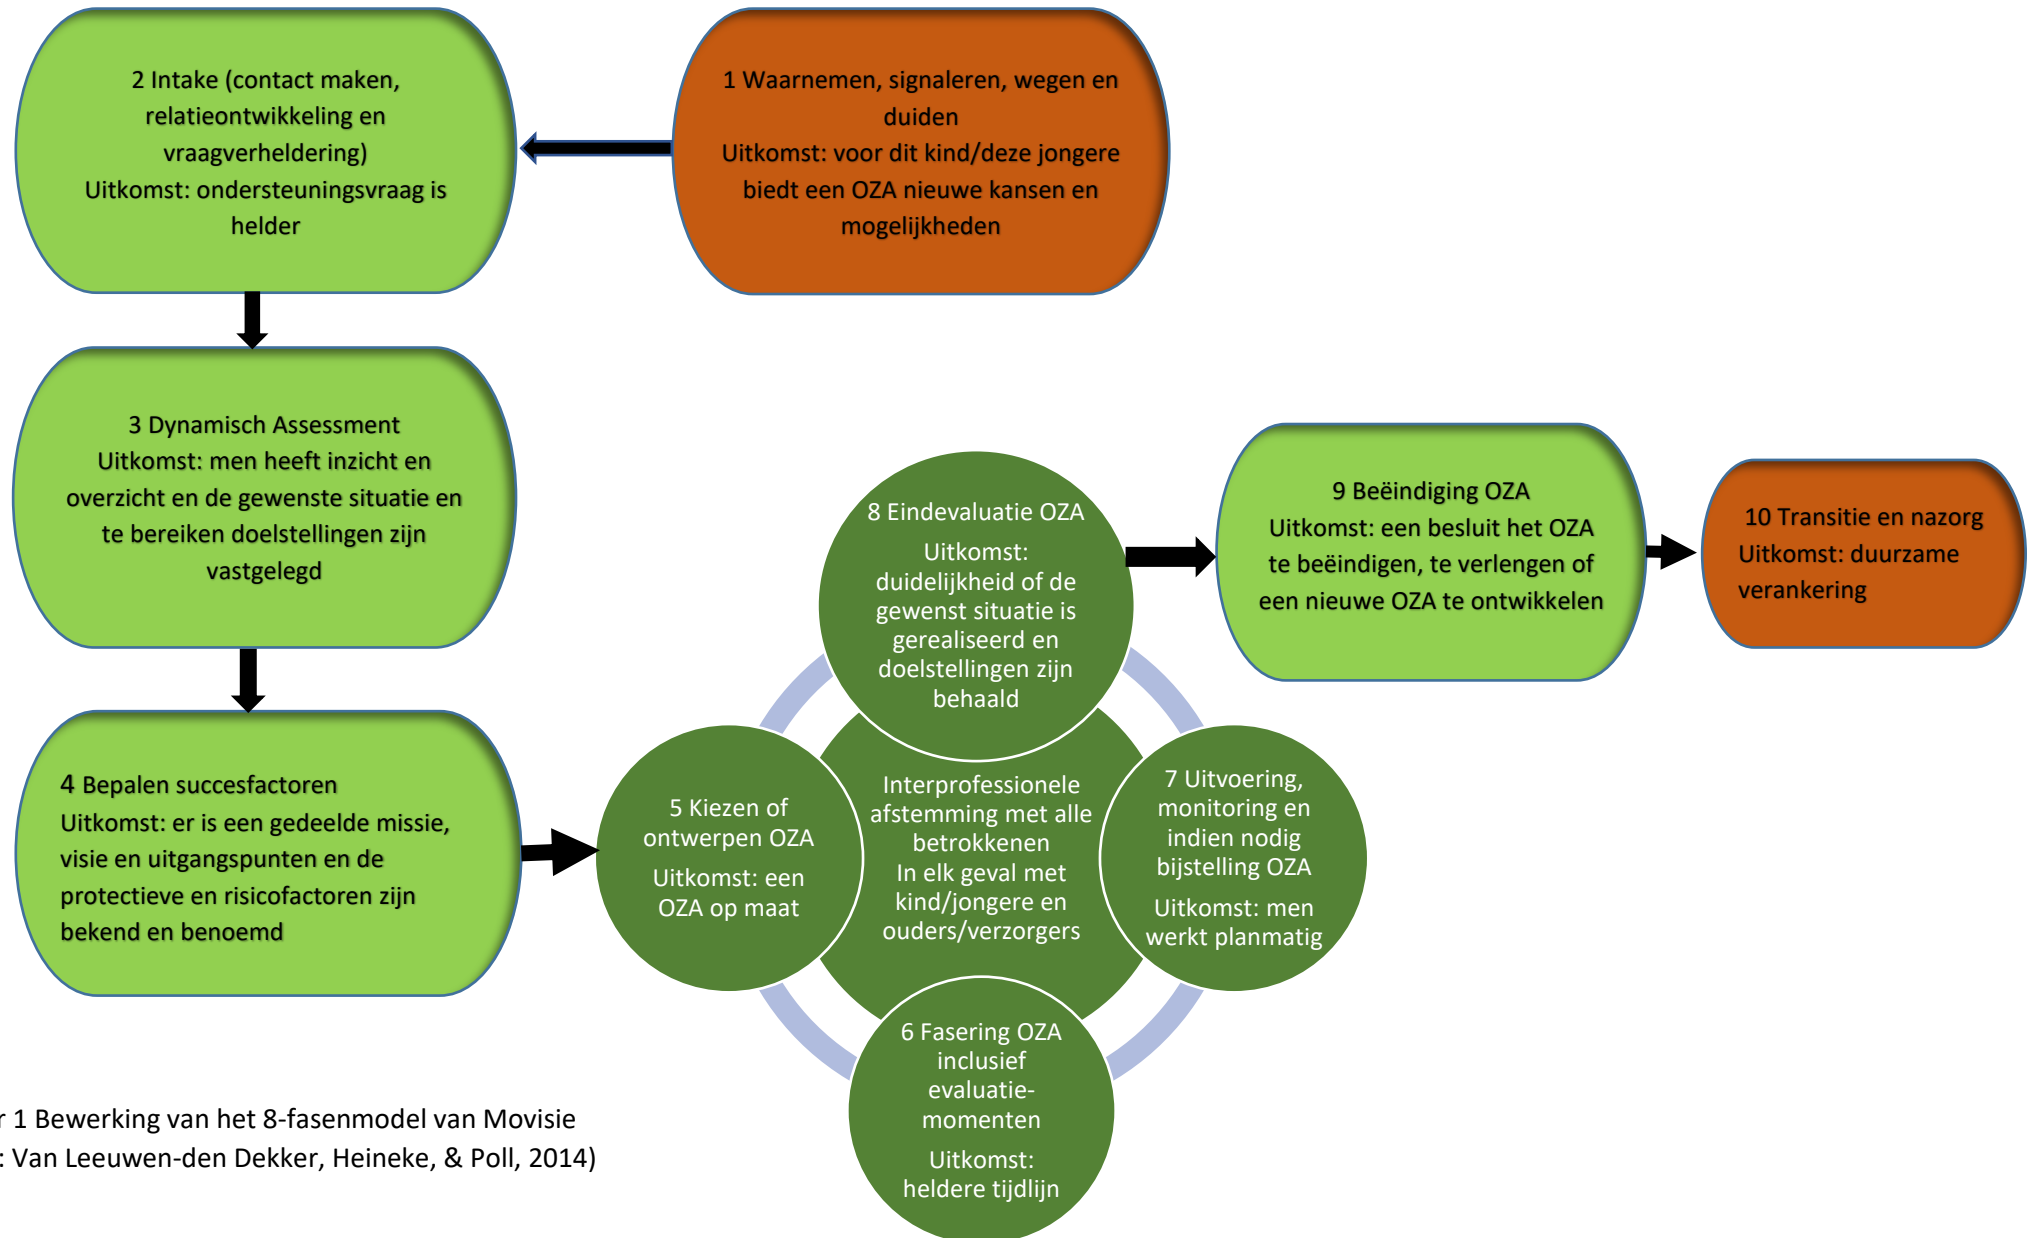 1 Waarnemen, signaleren, wegen en
duiden
Uitkomst: voor dit kind/deze jongere
biedt een OZA nieuwe kansen en
mogelijkheden
2 Intake (contact maken,
relatieontwikkeling en
vraagverheldering)
Uitkomst: ondersteuningsvraag is
helder
3 Dynamisch Assessment
Uitkomst: men heeft inzicht en
overzicht en de gewenste situatie en
te bereiken doelstellingen zijn
vastgelegd
4 Bepalen succesfactoren
Uitkomst: er is een gedeelde missie,
visie en uitgangspunten en de
protectieve en risicofactoren zijn
bekend en benoemd
5 Kiezen of
ontwerpen OZA
Uitkomst: een
OZA op maat
Interprofessionele
afstemming met alle
betrokkenen
In elk geval met
kind/jongere en
ouders/verzorgers
6 Fasering OZA
inclusief
evaluatie-
momenten
Uitkomst:
heldere tijdlijn
7 Uitvoering,
monitoring en
indien nodig
bijstelling OZA
Uitkomst: men
werkt planmatig
8 Eindevaluatie OZA
Uitkomst:
duidelijkheid of de
gewenst situatie is
gerealiseerd en
doelstellingen zijn
behaald
9 Beëindiging OZA
Uitkomst: een besluit het OZA
te beëindigen, te verlengen of
een nieuwe OZA te ontwikkelen
10 Transitie en nazorg
Uitkomst: duurzame
verankering
r 1 Bewerking van het 8-fasenmodel van Movisie
: Van Leeuwen-den Dekker, Heineke, & Poll, 2014)